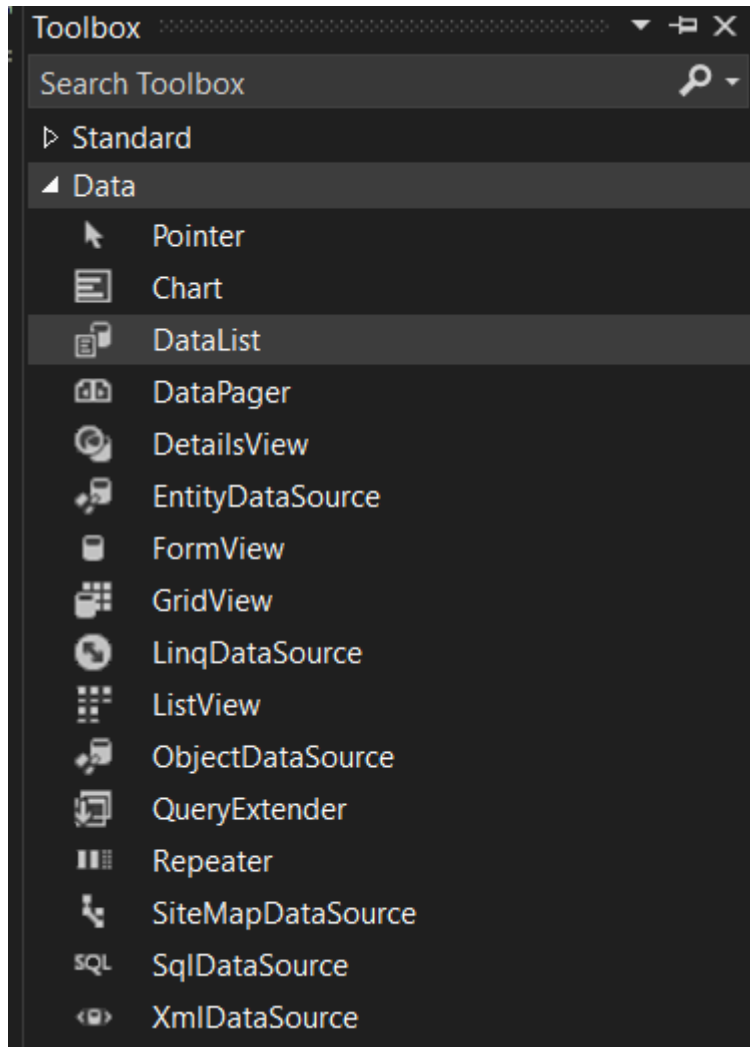 Toolbox
Search Toolbox
Standard
Data
Pointer
Chart
DataList
DataPager
DetailsView
EntityDataSource
FormView
GridView
LinqDataSource
ListView
ObjectDataSource
QueryExtender
Repeater
SiteMapDataSource
SQL SqlDataSource
XmlDataSource